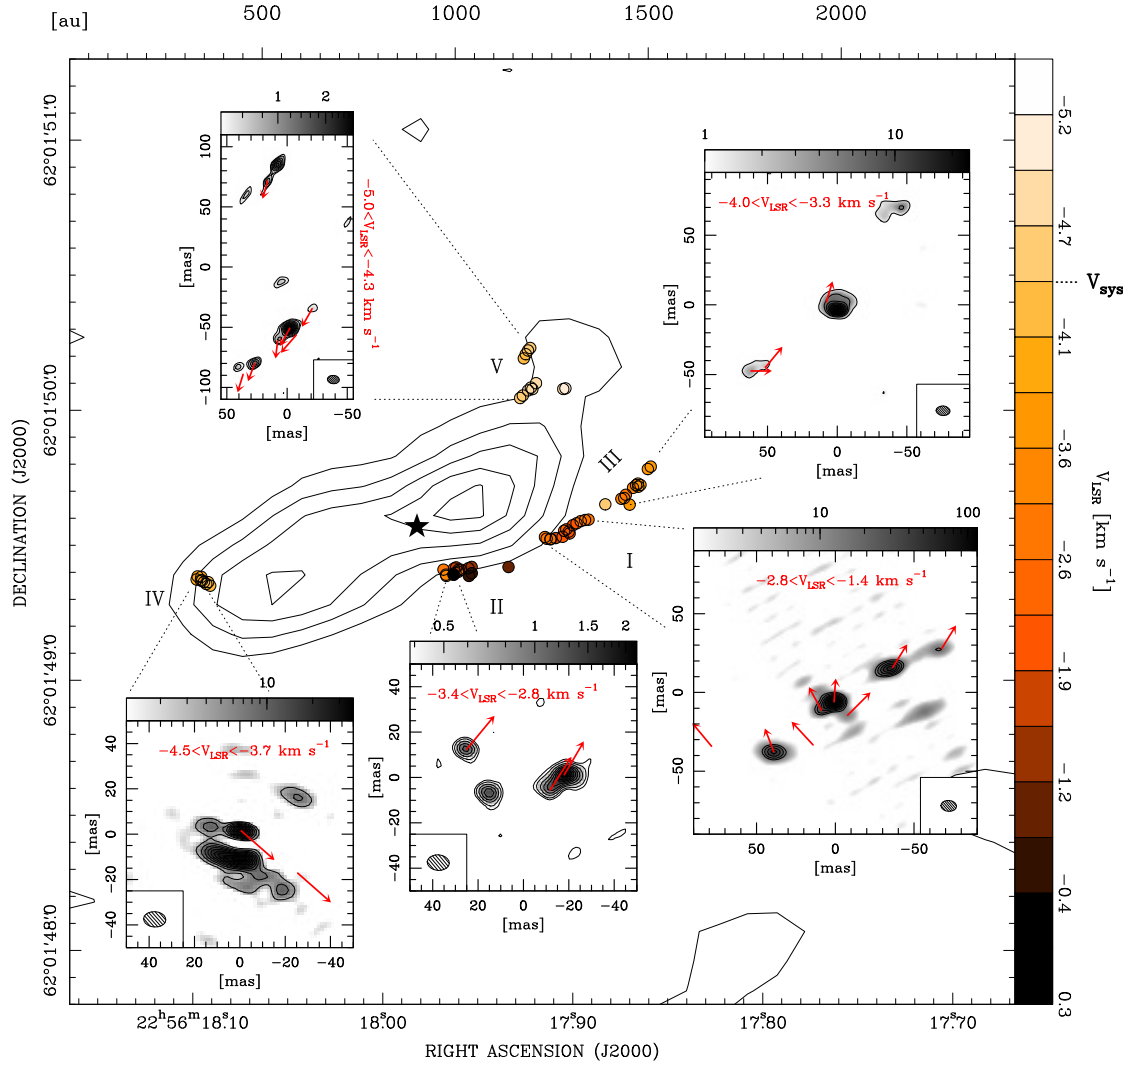 [au] 500 1000 1500 2000
62°01′51″.0
62°01′50″.0
62°01′49″.0
62°01′48″.0
DECLINATION (J2000)
22h56m18s.10 18s.00 17s.90 17s.80 17s.70
RIGHT ASCENSION (J2000)
1 2
100
50
0
−50
−100
[mas]
50 0 −50
[mas]
−5.0<VLSR<−4.3 km s−1
1 10
−4.0<VLSR<−3.3 km s−1
50
0
−50
[mas]
50 0 −50
[mas]
V
III
I
II
IV
10 100
−2.8<VLSR<−1.4 km s−1
50
0
−50
[mas]
50 0 −50
[mas]
0.5 1 1.5 2
−3.4<VLSR<−2.8 km s−1
40
20
0
−20
−40
[mas]
40 20 0 −20 −40
[mas]
10
−4.5<VLSR<−3.7 km s−1
40
20
0
−20
−40
[mas]
40 20 0 −20 −40
[mas]
−5.2
−4.7
Vsys
−4.1
−3.6
−2.6
−1.9
−1.2
−0.4
0.3
VLSR [km s−1]